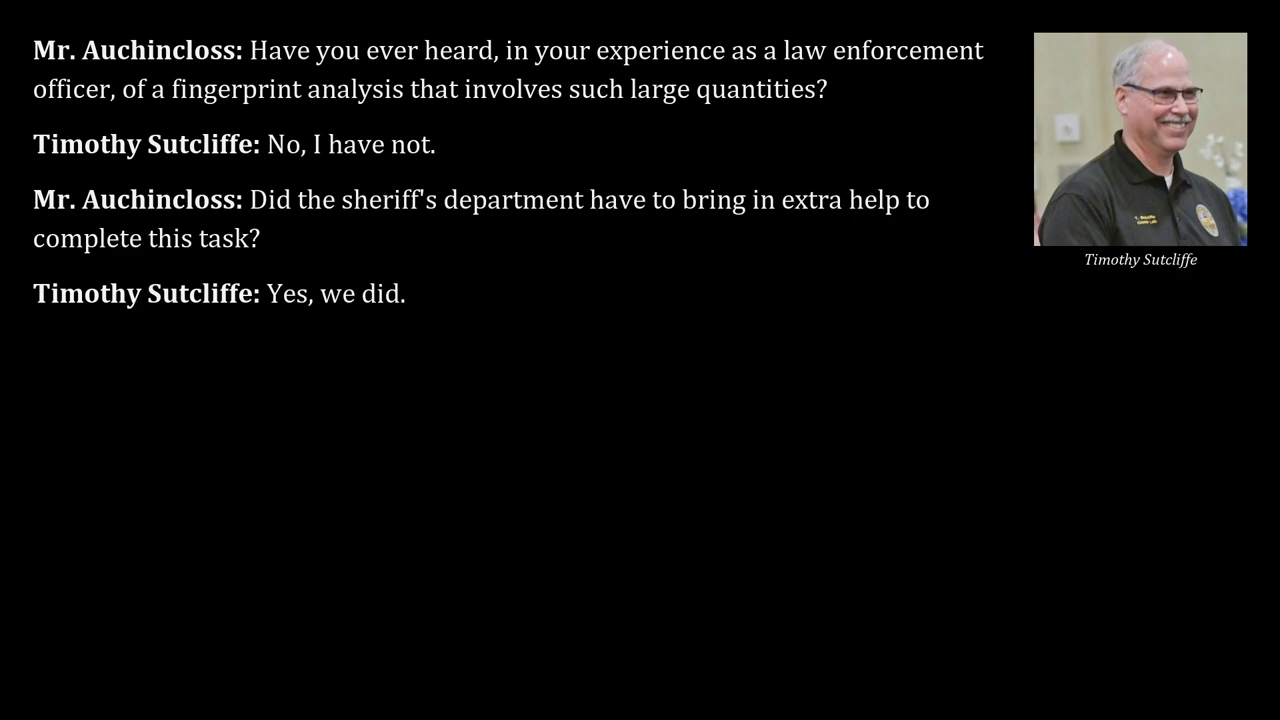 Mr. Auchincloss: Have you ever heard, in your experience as a law enforcement
officer, of a fingerprint analysis that involves such large quantities?
Timothy Sutcliffe: No, I have not.
Mr. Auchincloss: Did the sheriff's department have to bring in extra help to
complete this task?
Timothy Sutcliffe: Yes, we did.
Timothy Sutcliffe